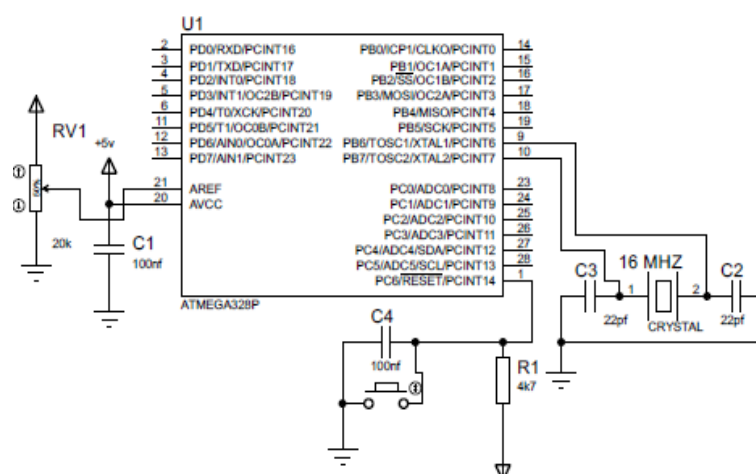 U1
2 PD0/RXD/PCINT16 PB0/ICP1/CLKO/PCINT0 14
3 PD1/TXD/PCINT17 PB1/OC1A/PCINT1 15
4 PD2/INT0/PCINT18 PB2/SS/OC1B/PCINT2 16
5 PD3/INT1/OC2B/PCINT19 PB3/MOSI/OC2A/PCINT3 17
6 PD4/T0/XCK/PCINT20 PB4/MISO/PCINT4 18
11 PD5/T1/OC0B/PCINT21 PB5/SCK/PCINT5 19
12 PD6/AIN0/OC0A/PCINT22 PB6/TOSC1/XTAL1/PCINT6 9
13 PD7/AIN1/PCINT23 PB7/TOSC2/XTAL2/PCINT7 10
RV1
+5v
50%
21 AREF PC0/ADC0/PCINT8 23
20 AVCC PC1/ADC1/PCINT9 24
PC2/ADC2/PCINT10 25
PC3/ADC3/PCINT11 26
PC4/ADC4/SDA/PCINT12 27
PC5/ADC5/SCL/PCINT13 28
PC6/RESET/PCINT14 1
20k
C1
100nf
ATMEGA328P
C3 16 MHZ C2
1 2
22pf CRYSTAL 22pf
C4
100nf
R1
4k7